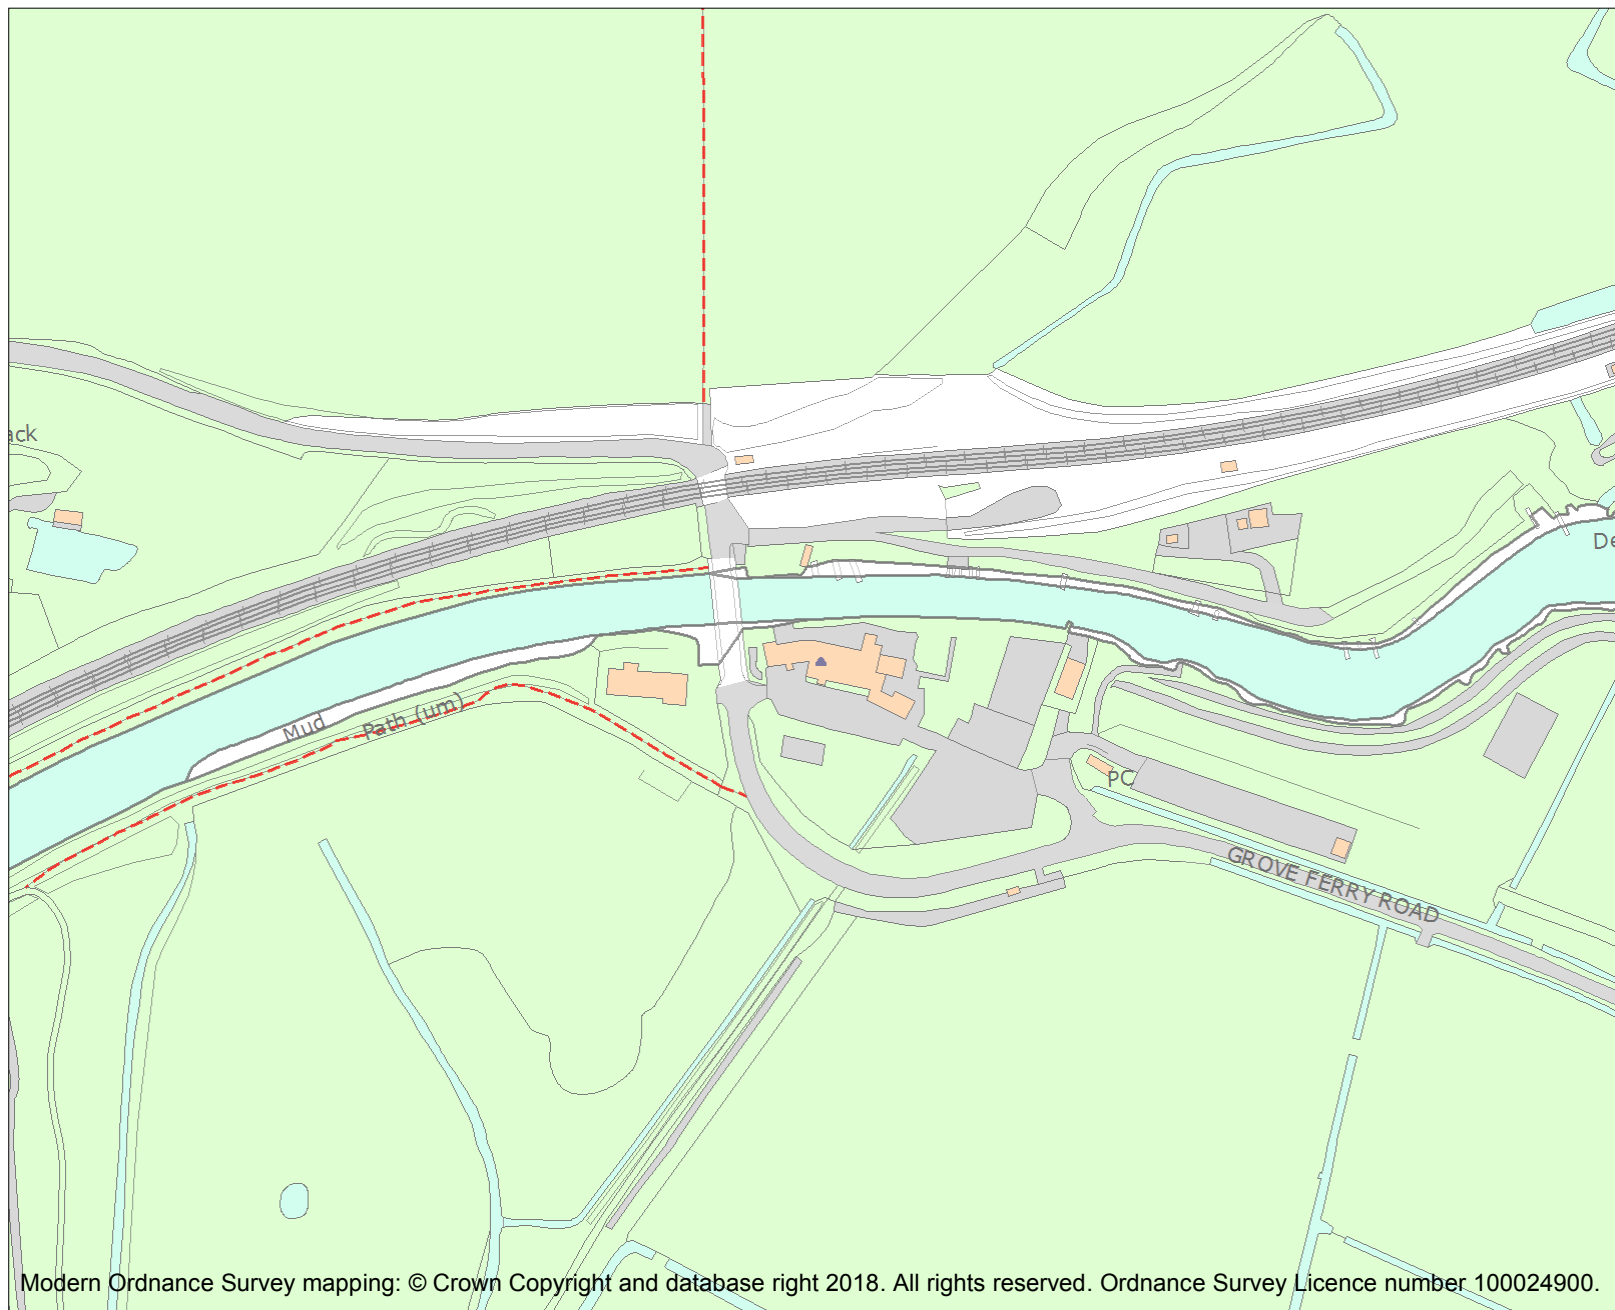 ack
De
Mud
Path (um)
PC
GROVE FERRY ROAD
Modern Ordnance Survey mapping: © Crown Copyright and database right 2018. All rights reserved. Ordnance Survey Licence number 100024900.